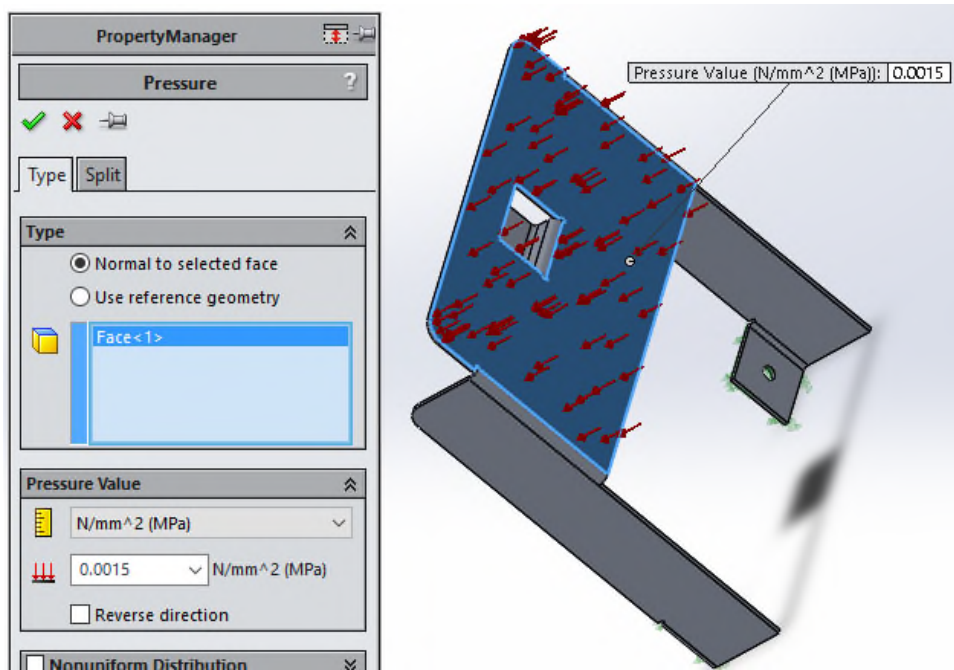 PropertyManager
Pressure ?
Type Split
Type
Normal to selected face
Use reference geometry
Face<1>
Pressure Value
N/mm^2 (MPa)
0.0015 N/mm^2 (MPa)
Reverse direction
Nonuniform Distribution
Pressure Value (N/mm^2 (MPa)): 0.0015